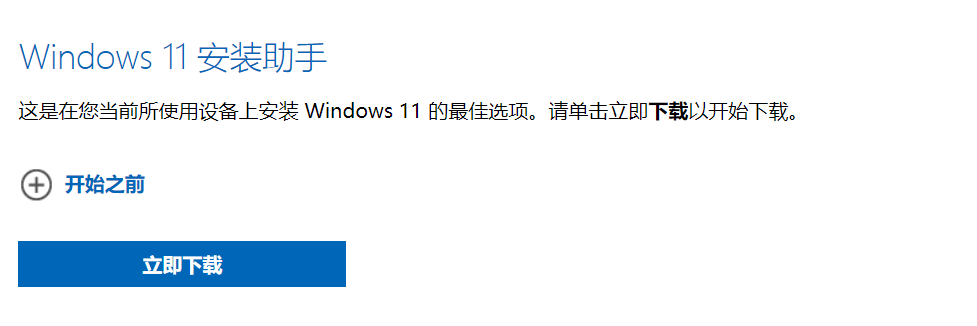 Windows 11 安装助手
这是在您当前所使用设备上安装 Windows 11 的最佳选项。请单击立即下载以开始下载。
开始之前
立即下载